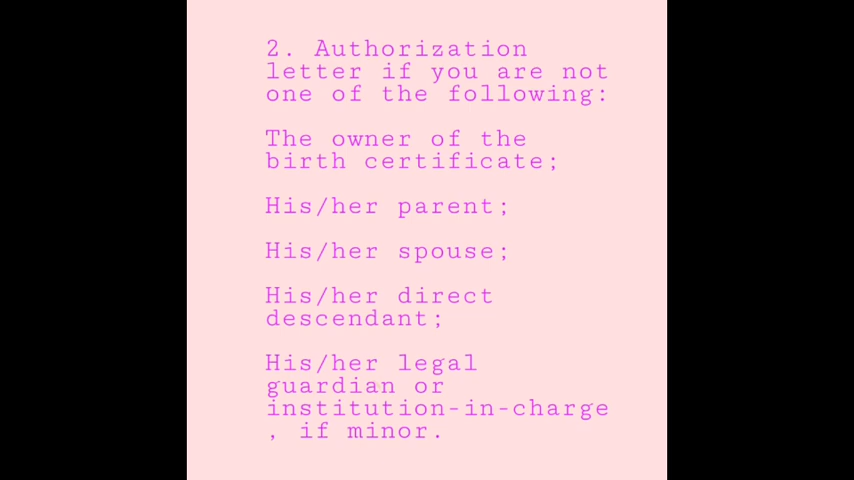 2. Authorization
letter if you are not
one of the following:
The owner of the
birth certificate;
His/her parent;
His/her spouse;
His/her direct
descendant;
His/her legal
guardian or
institution-in-charge
, if minor.